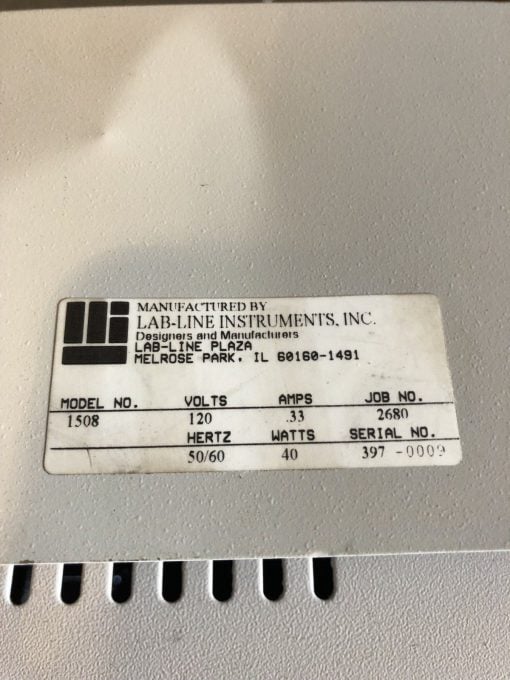 MANUFACTURED BY
LAB-LINE INSTRUMENTS, INC.
Designers and Manufacturers
LAB-LINE PLAZA
MELROSE PARK, IL 60160-1491
MODEL NO. VOLTS AMPS JOB NO.
1508 120 .33 2680
HERTZ WATTS SERIAL NO.
50/60 40 397 -0009